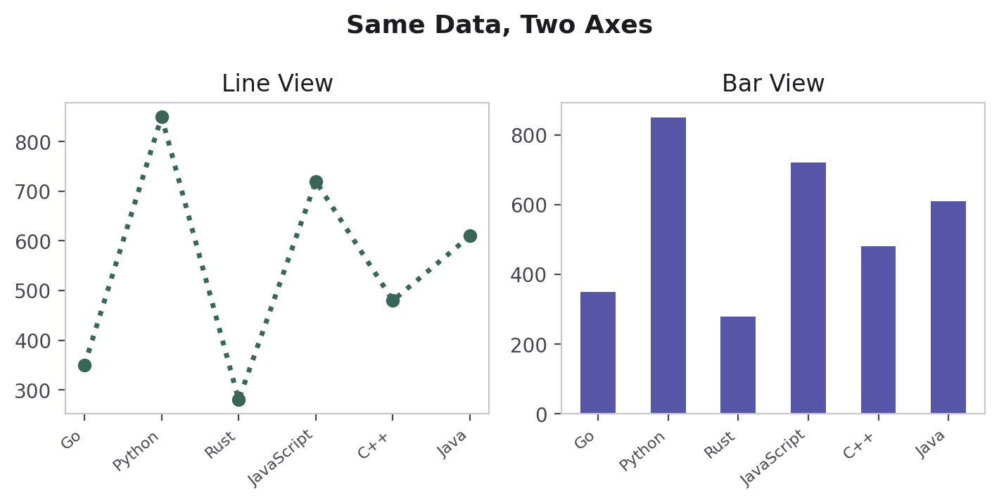 Same Data, Two Axes
Line View
800
700
600
500
400
300
Go
Python
Rust
JavaScript
C++
Java
Bar View
800
600
400
200
0
Go
Python
Rust
JavaScript
C++
Java